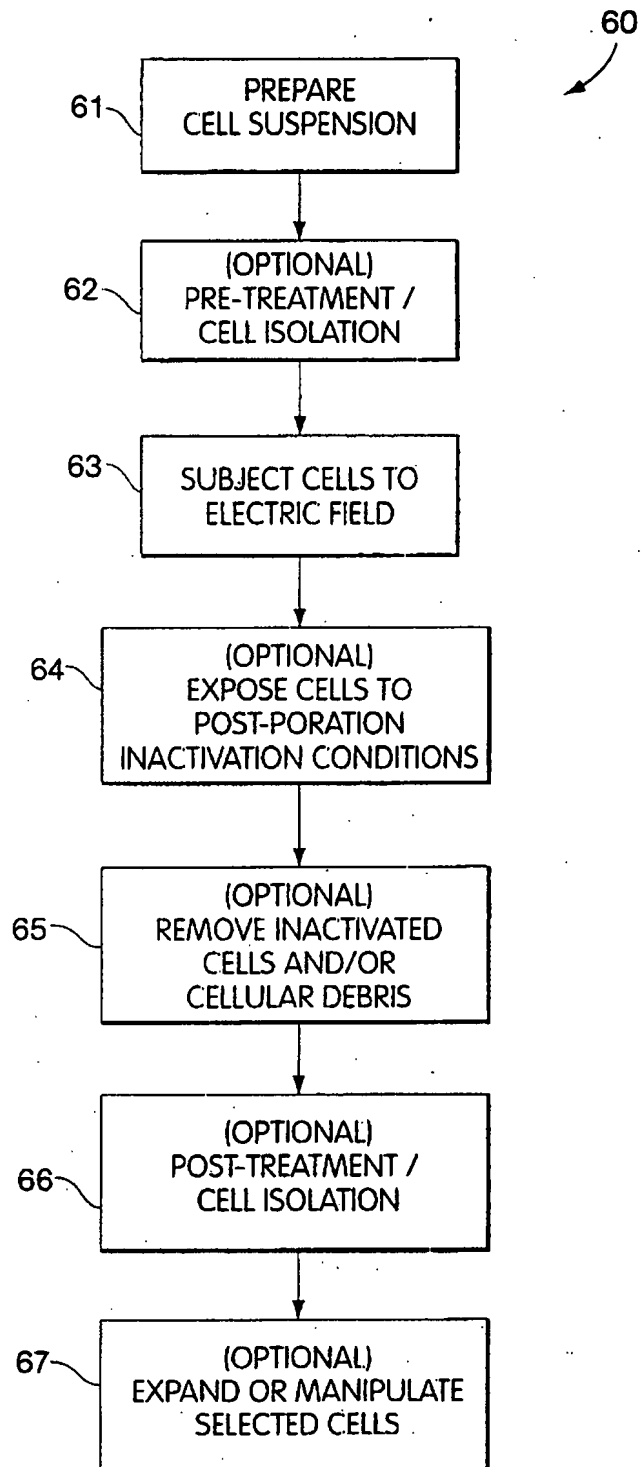 60
61
PREPARE
CELL SUSPENSION
62
(OPTIONAL)
PRE-TREATMENT /
CELL ISOLATION
63
SUBJECT CELLS TO
ELECTRIC FIELD
64
(OPTIONAL)
EXPOSE CELLS TO
POST-PORATION
INACTIVATION CONDITIONS
65
(OPTIONAL)
REMOVE INACTIVATED
CELLS AND/OR
CELLULAR DEBRIS
66
(OPTIONAL)
POST-TREATMENT /
CELL ISOLATION
67
(OPTIONAL)
EXPAND OR MANIPULATE
SELECTED CELLS